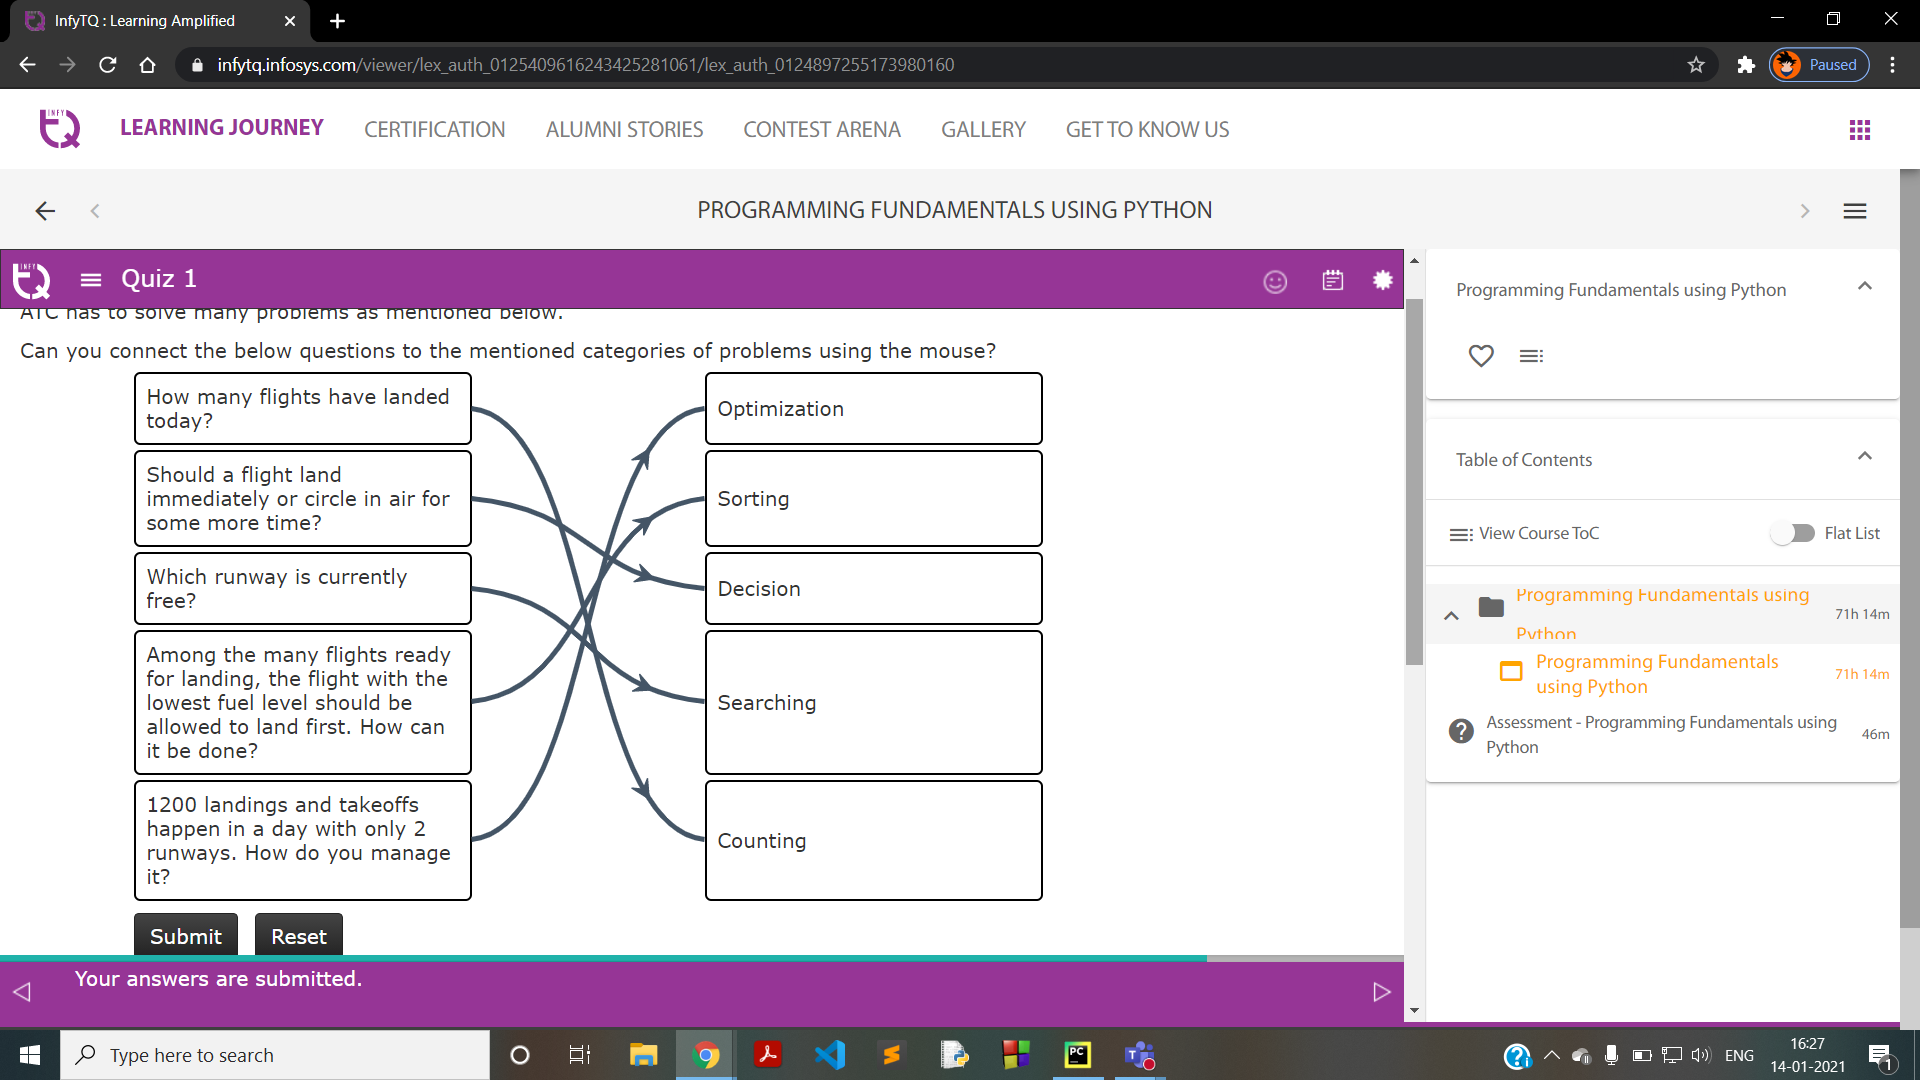 InfyTQ : Learning Amplified
infytq.infosys.com/viewer/lex_auth_0125409616243425281061/lex_auth_0124897255173980160
Paused
INFY TQ
LEARNING JOURNEY
CERTIFICATION
ALUMNI STORIES
CONTEST ARENA
GALLERY
GET TO KNOW US
PROGRAMMING FUNDAMENTALS USING PYTHON
INFY TQ
Quiz 1
ATC has to solve many problems as mentioned below.
Can you connect the below questions to the mentioned categories of problems using the mouse?
How many flights have landed
today?
Should a flight land
immediately or circle in air for
some more time?
Which runway is currently
free?
Among the many flights ready
for landing, the flight with the
lowest fuel level should be
allowed to land first. How can
it be done?
1200 landings and takeoffs
happen in a day with only 2
runways. How do you manage
it?
Optimization
Sorting
Decision
Searching
Counting
Submit
Reset
Your answers are submitted.
Programming Fundamentals using Python
Table of Contents
View Course ToC
Flat List
Programming Fundamentals using
Python
71h 14m
Programming Fundamentals
using Python
71h 14m
Assessment - Programming Fundamentals using
Python
46m
Type here to search
PC
ENG
16:27
14-01-2021
1